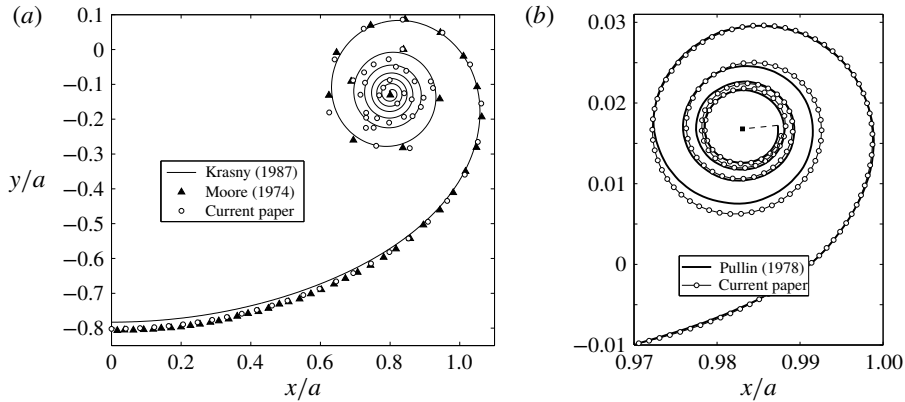 (a)
0.1
0
−0.1
−0.2
−0.3
−0.4
−0.5
−0.6
−0.7
−0.8
y/a
Krasny (1987)
Moore (1974)
Current paper
0 0.2 0.4 0.6 0.8 1.0
x/a
(b)
0.03
0.02
0.01
0
−0.01
Pullin (1978)
Current paper
0.97 0.98 0.99 1.00
x/a